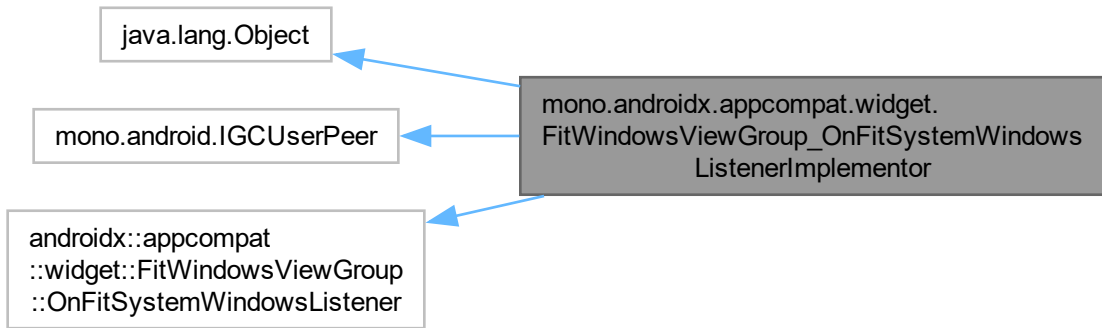 java.lang.Object
mono.android.IGCUserPeer
androidx::appcompat
::widget::FitWindowsViewGroup
::OnFitSystemWindowsListener
mono.androidx.appcompat.widget.
FitWindowsViewGroup_OnFitSystemWindows
ListenerImplementor